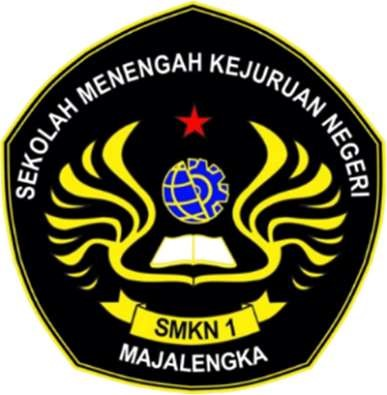 SEKOLAH MENENGAH KEJURUAN NEGERI
SMKN 1
MAJALENGKA